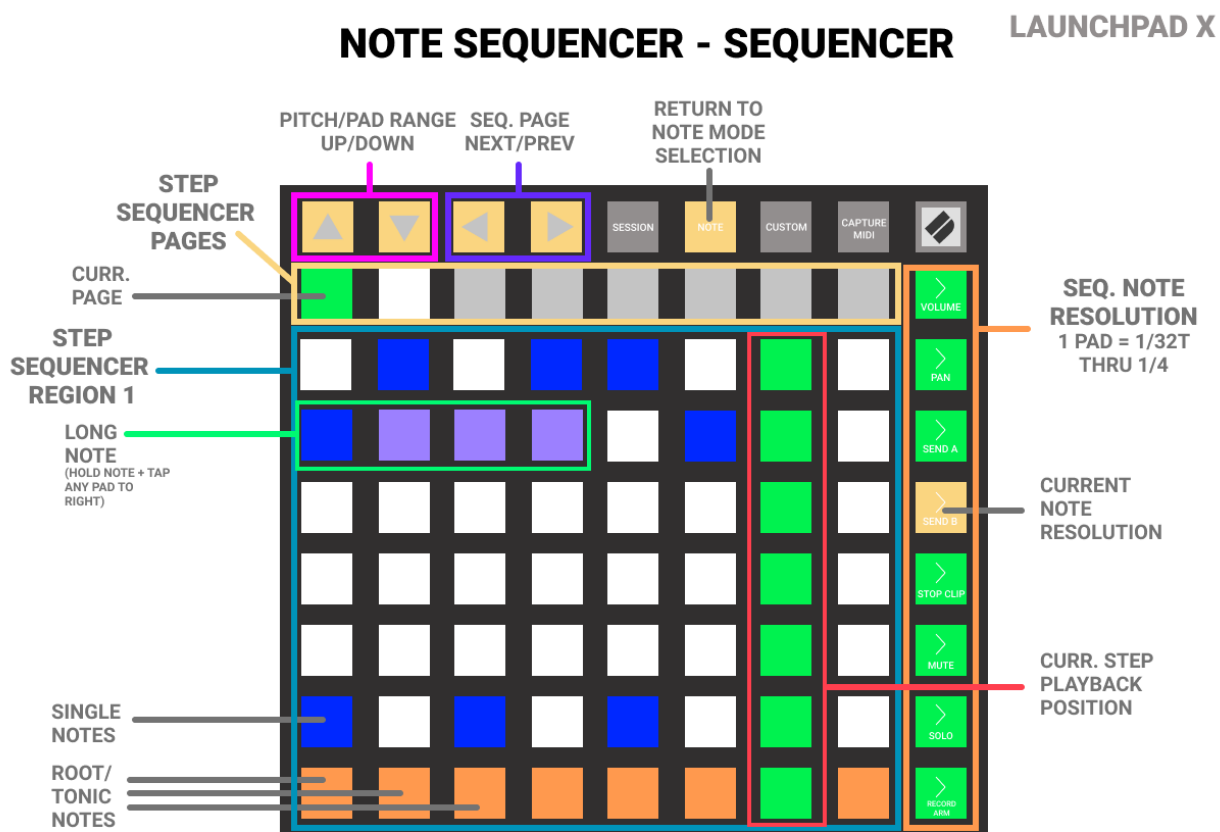 NOTE SEQUENCER - SEQUENCER
LAUNCHPAD X
PITCH/PAD RANGE
UP/DOWN
SEQ. PAGE
NEXT/PREV
RETURN TO
NOTE MODE
SELECTION
STEP
SEQUENCER
PAGES
SESSION
NOTE
CUSTOM
CAPTURE
MIDI
CURR.
PAGE
VOLUME
SEQ. NOTE
RESOLUTION
1 PAD = 1/32T
THRU 1/4
STEP
SEQUENCER
REGION 1
PAN
LONG
NOTE
(HOLD NOTE + TAP
ANY PAD TO
RIGHT)
SEND A
SEND B
CURRENT
NOTE
RESOLUTION
STOP CLIP
MUTE
CURR. STEP
PLAYBACK
POSITION
SINGLE
NOTES
SOLO
ROOT/
TONIC
NOTES
RECORD
ARM